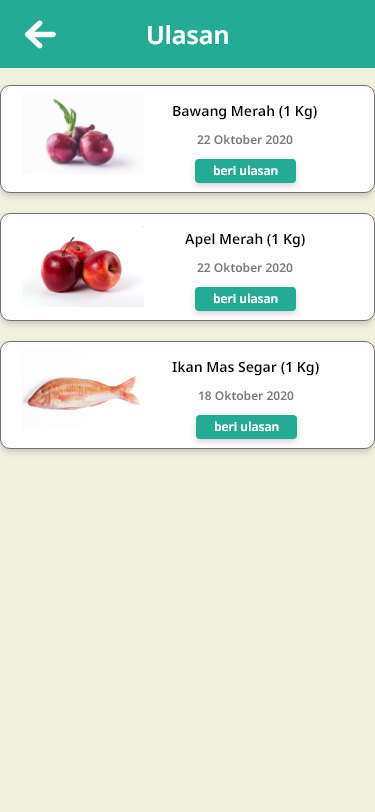 Ulasan
Bawang Merah (1 Kg)
22 Oktober 2020
beri ulasan
Apel Merah (1 Kg)
22 Oktober 2020
beri ulasan
Ikan Mas Segar (1 Kg)
18 Oktober 2020
beri ulasan